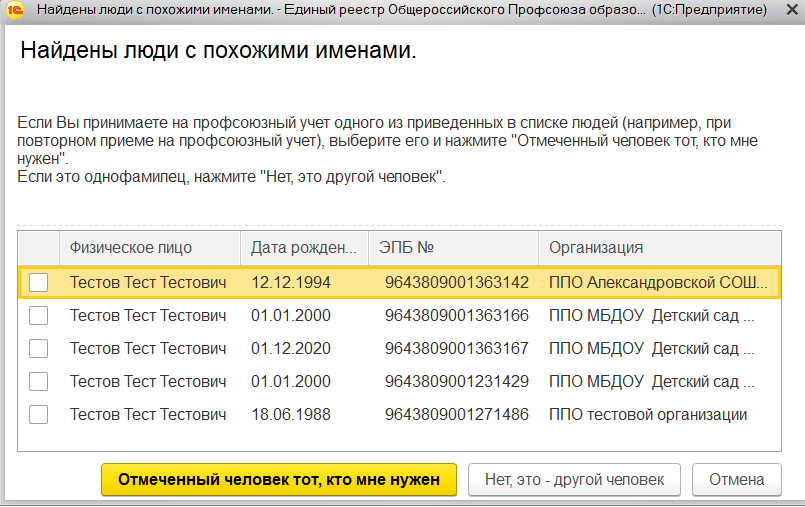 1С Найдены люди с похожими именами. - Единый реестр Общероссийского Профсоюза образо... (1С:Предприятие)
Найдены люди с похожими именами.
Если Вы принимаете на профсоюзный учет одного из приведенных в списке людей (например, при
повторном приеме на профсоюзный учет), выберите его и нажмите "Отмеченный человек тот, кто мне
нужен".
Если это однофамилец, нажмите "Нет, это другой человек".
Физическое лицо Дата рожден... ЭПБ № Организация
Тестов Тест Тестович 12.12.1994 9643809001363142 ППО Александровской СОШ...
Тестов Тест Тестович 01.01.2000 9643809001363166 ППО МБДОУ Детский сад ...
Тестов Тест Тестович 01.12.2020 9643809001363167 ППО МБДОУ Детский сад ...
Тестов Тест Тестович 01.01.2000 9643809001231429 ППО МБДОУ Детский сад ...
Тестов Тест Тестович 18.06.1988 9643809001271486 ППО тестовой организации
Отмеченный человек тот, кто мне нужен Нет, это - другой человек Отмена